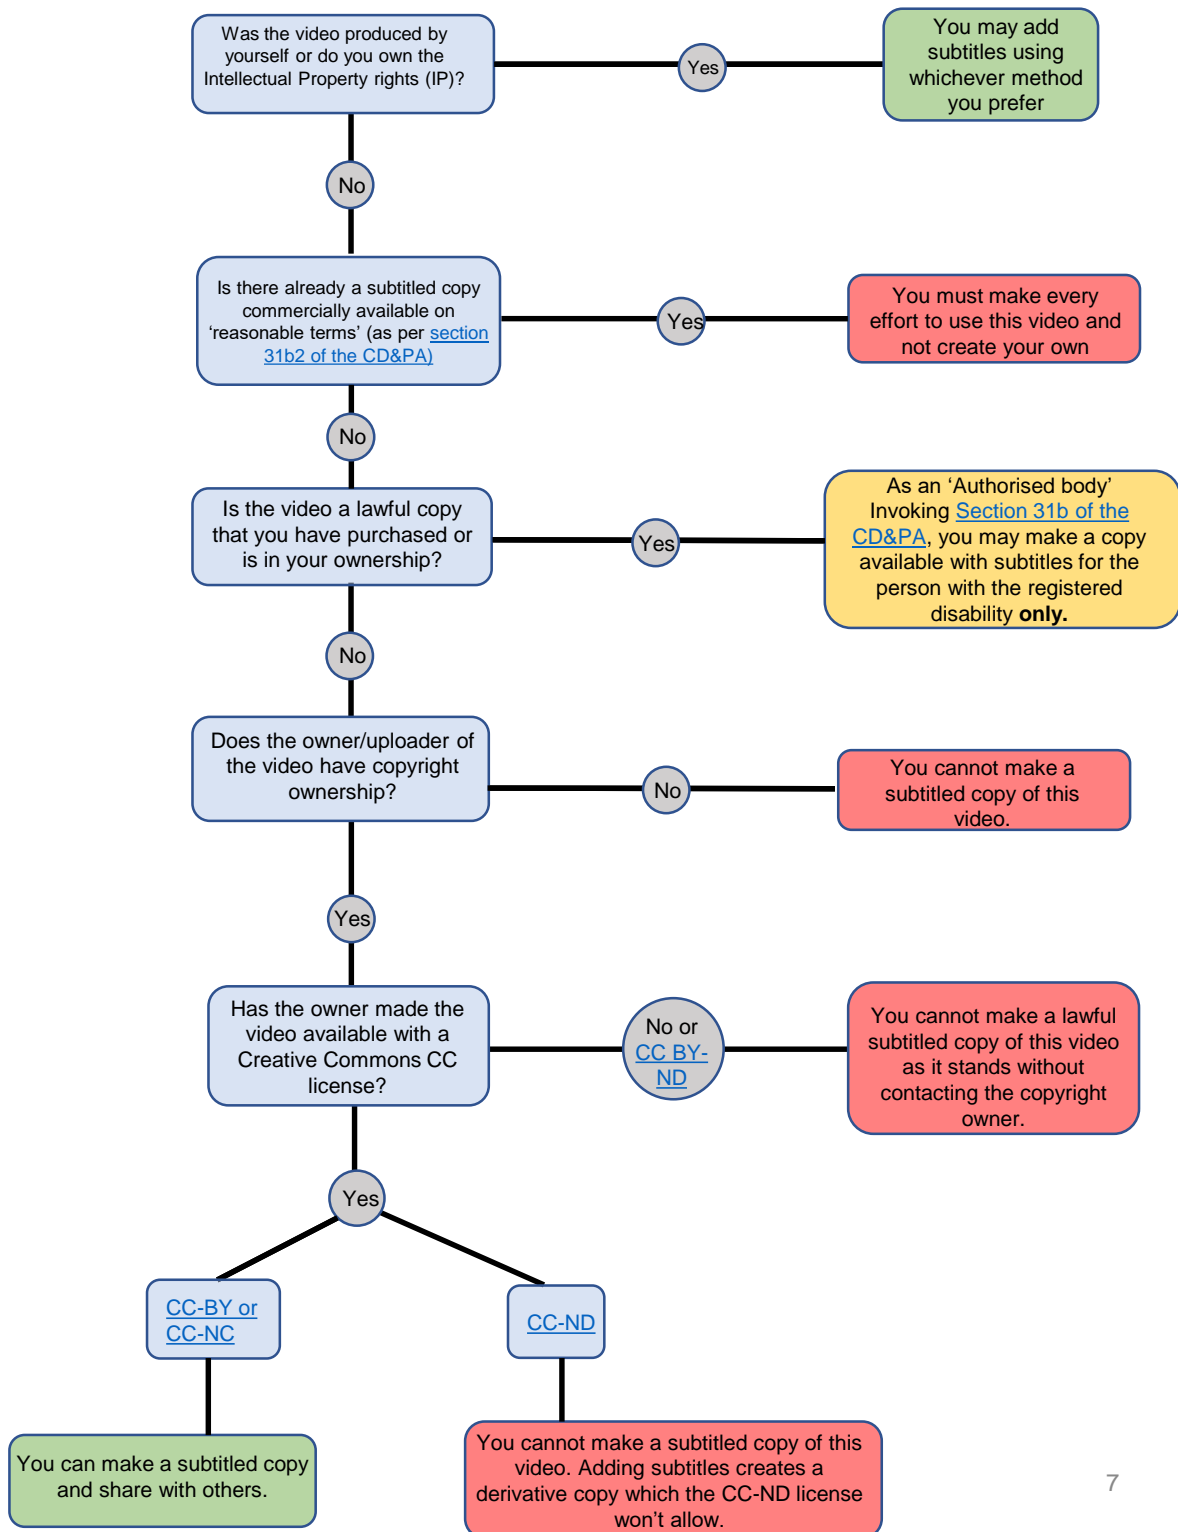 Was the video produced by
yourself or do you own the
Intellectual Property rights (IP)?
Yes
You may add
subtitles using
whichever method
you prefer
No
Is there already a subtitled copy
commercially available on
‘reasonable terms’ (as per section
31b2 of the CD&PA)
Yes
You must make every
effort to use this video and
not create your own
No
Is the video a lawful copy
that you have purchased or
is in your ownership?
Yes
As an ‘Authorised body’
Invoking Section 31b of the
CD&PA, you may make a copy
available with subtitles for the
person with the registered
disability only.
No
Does the owner/uploader of
the video have copyright
ownership?
No
You cannot make a
subtitled copy of this
video.
Yes
Has the owner made the
video available with a
Creative Commons CC
license?
No or
CC BY-
ND
You cannot make a lawful
subtitled copy of this video
as it stands without
contacting the copyright
owner.
Yes
CC-BY or
CC-NC
CC-ND
You can make a subtitled copy
and share with others.
You cannot make a subtitled copy of this
video. Adding subtitles creates a
derivative copy which the CC-ND license
won’t allow.
7